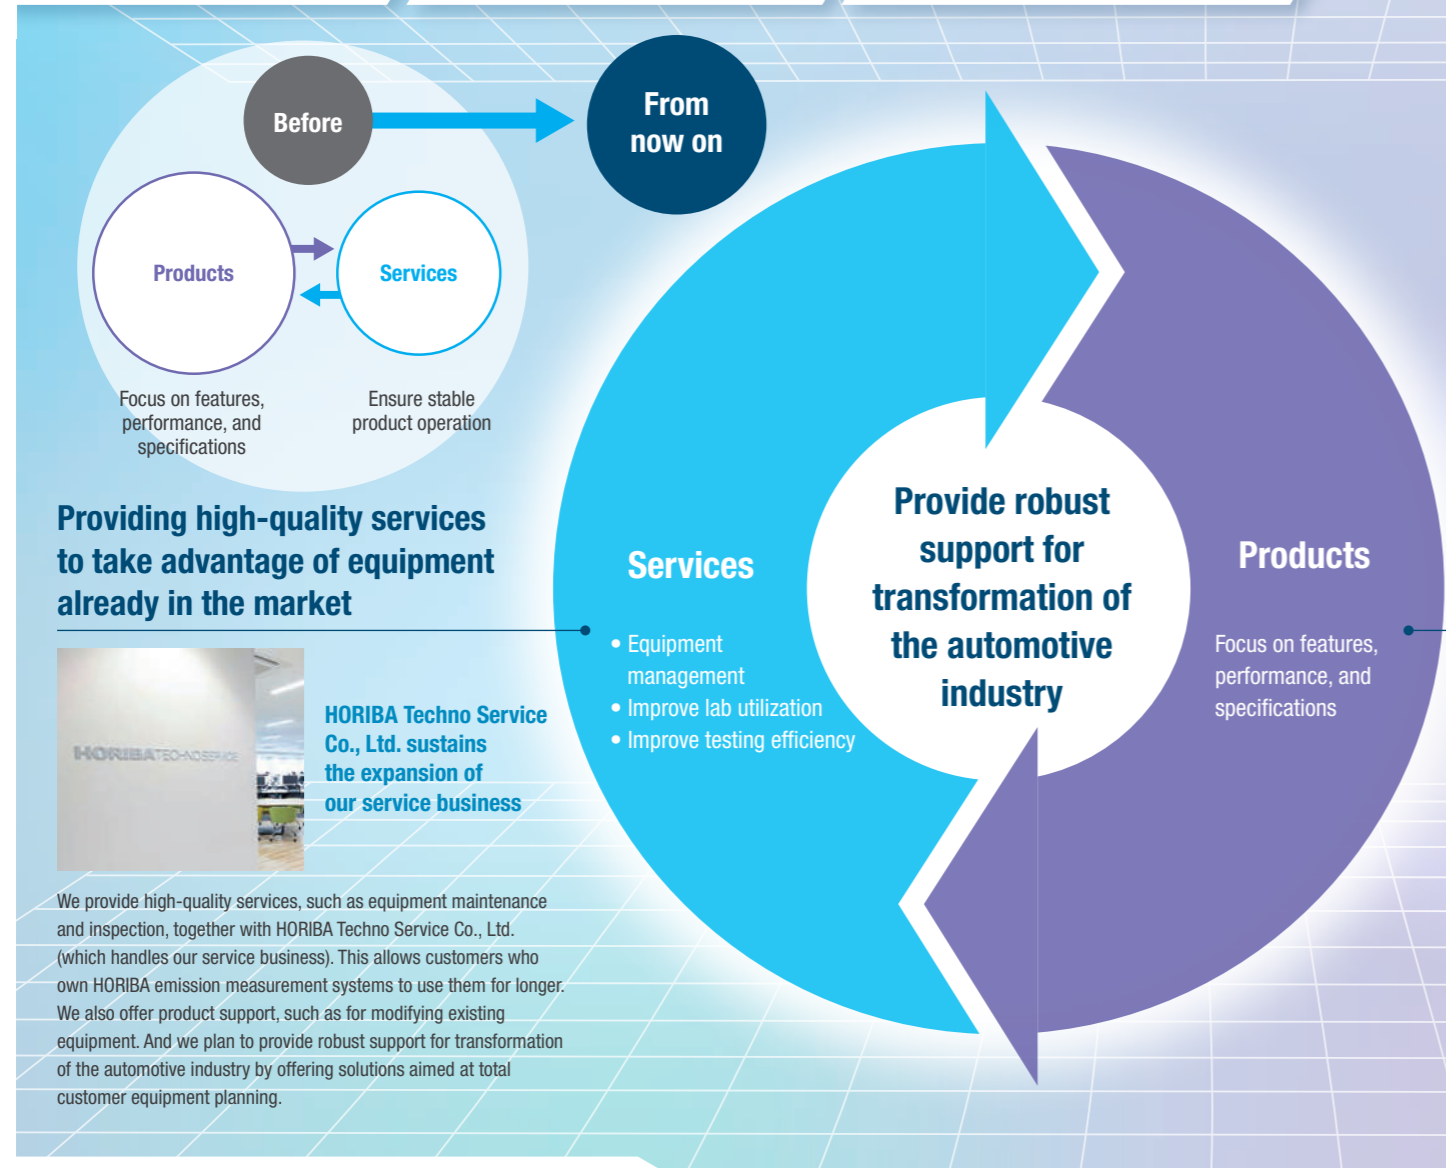 Before
From
now on
Products
Services
Focus on features,
performance, and
specifications
Ensure stable
product operation
Providing high-quality services
to take advantage of equipment
already in the market
HORIBATECHNOSERVICE
HORIBA Techno Service
Co., Ltd. sustains
the expansion of
our service business
We provide high-quality services, such as equipment maintenance
and inspection, together with HORIBA Techno Service Co., Ltd.
(which handles our service business). This allows customers who
own HORIBA emission measurement systems to use them for longer.
We also offer product support, such as for modifying existing
equipment. And we plan to provide robust support for transformation
of the automotive industry by offering solutions aimed at total
customer equipment planning.
Services
• Equipment
management
• Improve lab utilization
• Improve testing efficiency
Provide robust
support for
transformation of
the automotive
industry
Products
Focus on features,
performance, and
specifications